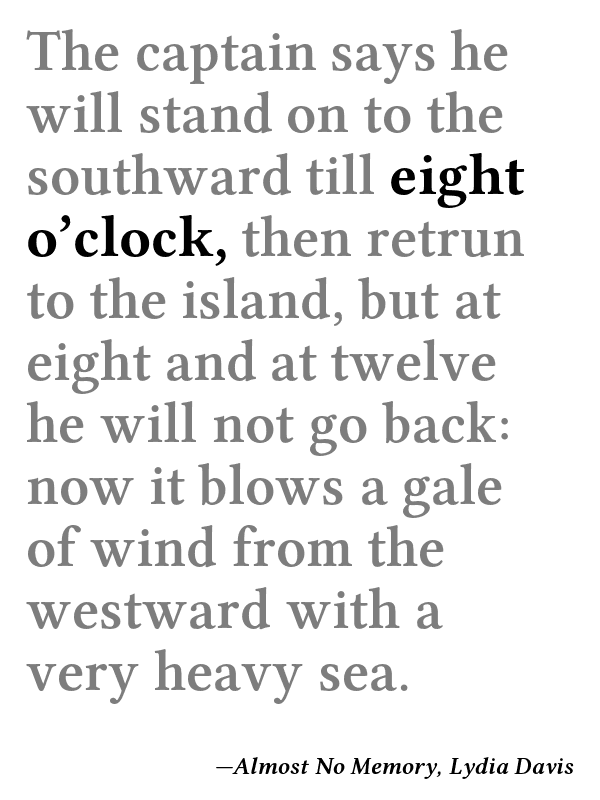 The captain says he
will stand on to the
southward till eight
o’clock, then retrun
to the island, but at
eight and at twelve
he will not go back:
now it blows a gale
of wind from the
westward with a
very heavy sea.
—Almost No Memory, Lydia Davis